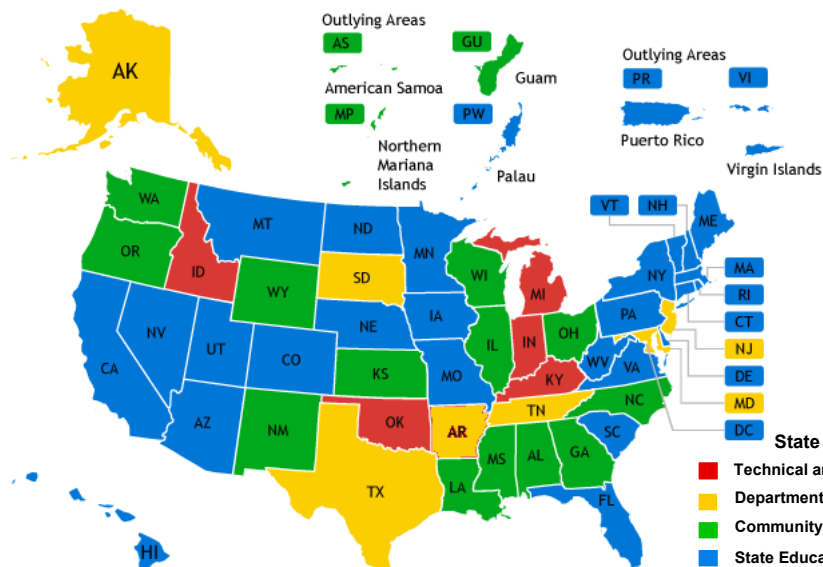 Outlying Areas
AS
GU
Guam
American Samoa
MP
PW
Northern
Mariana
Islands
Palau
Outlying Areas
PR
VI
Puerto Rico
Virgin Islands
AK
WA
OR
ID
MT
ND
MN
WI
MI
WY
SD
IA
NE
NV
UT
CO
CA
AZ
NM
KS
MO
IL
IN
OH
KY
TN
OK
AR
TX
LA
MS
AL
GA
FL
SC
NC
VA
WV
PA
NY
ME
VT
NH
MA
RI
CT
NJ
DE
MD
DC
HI
State
Technical a
Department
Community
State Educa